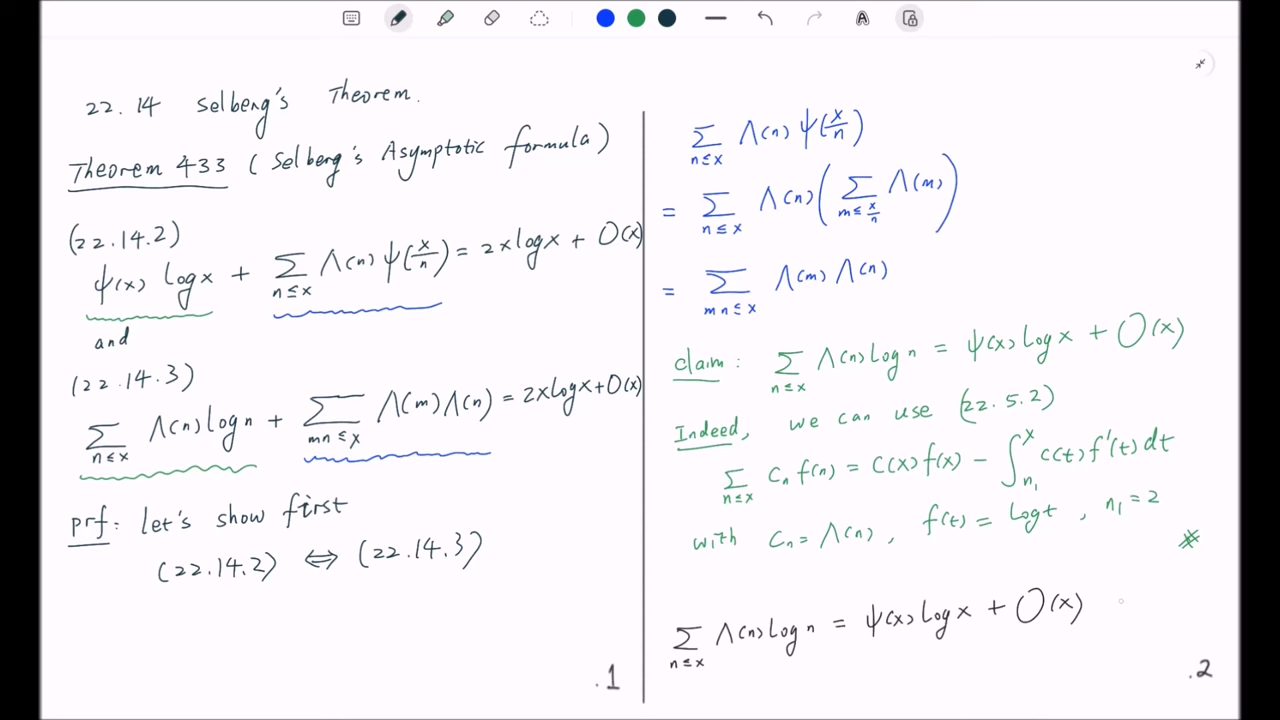 22.14 Selberg's Theorem.
Theorem 433 (Selberg's Asymptotic formula)
(22.14.2)
ψ(x) log x + Σ_{n≤x} Λ(n) ψ(x/n) = 2x log x + O(x)
and
(22.14.3)
Σ_{n≤x} Λ(n) log n + Σ_{mn≤x} Λ(m)Λ(n) = 2x log x + O(x)
prf: let's show first
(22.14.2) ⇔ (22.14.3)
.1
Σ_{n≤x} Λ(n) ψ(x/n)
= Σ_{n≤x} Λ(n) (Σ_{m≤x/n} Λ(m))
= Σ_{mn≤x} Λ(m) Λ(n)
claim: Σ_{n≤x} Λ(n) log n = ψ(x) log x + O(x)
Indeed, we can use (22.5.2)
Σ_{n≤x} c_n f(n) = C(x) f(x) − ∫_{n_1}^{x} C(t) f'(t) dt
with c_n = Λ(n), f(t) = log t, n_1 = 2
※
Σ_{n≤x} Λ(n) log n = ψ(x) log x + O(x)
.2